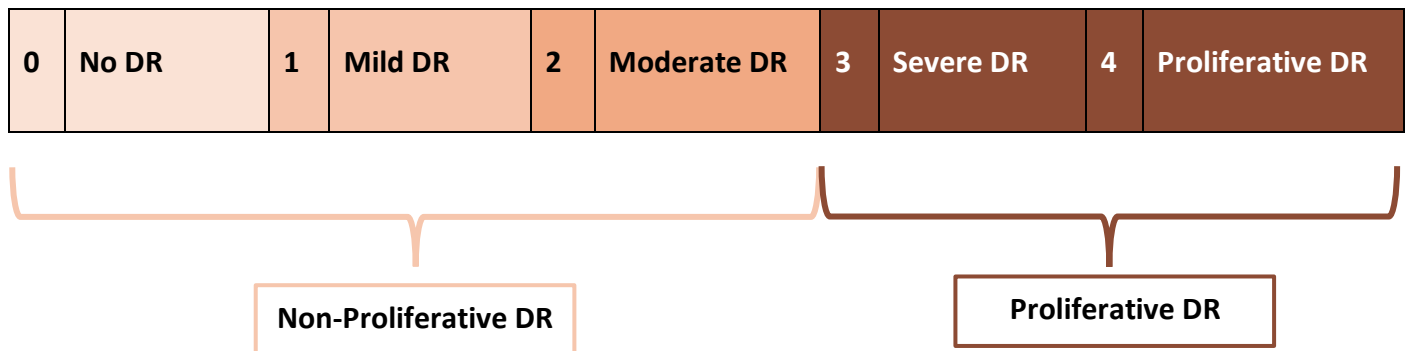 0 No DR 1 Mild DR 2 Moderate DR 3 Severe DR 4 Proliferative DR
Non-Proliferative DR
Proliferative DR